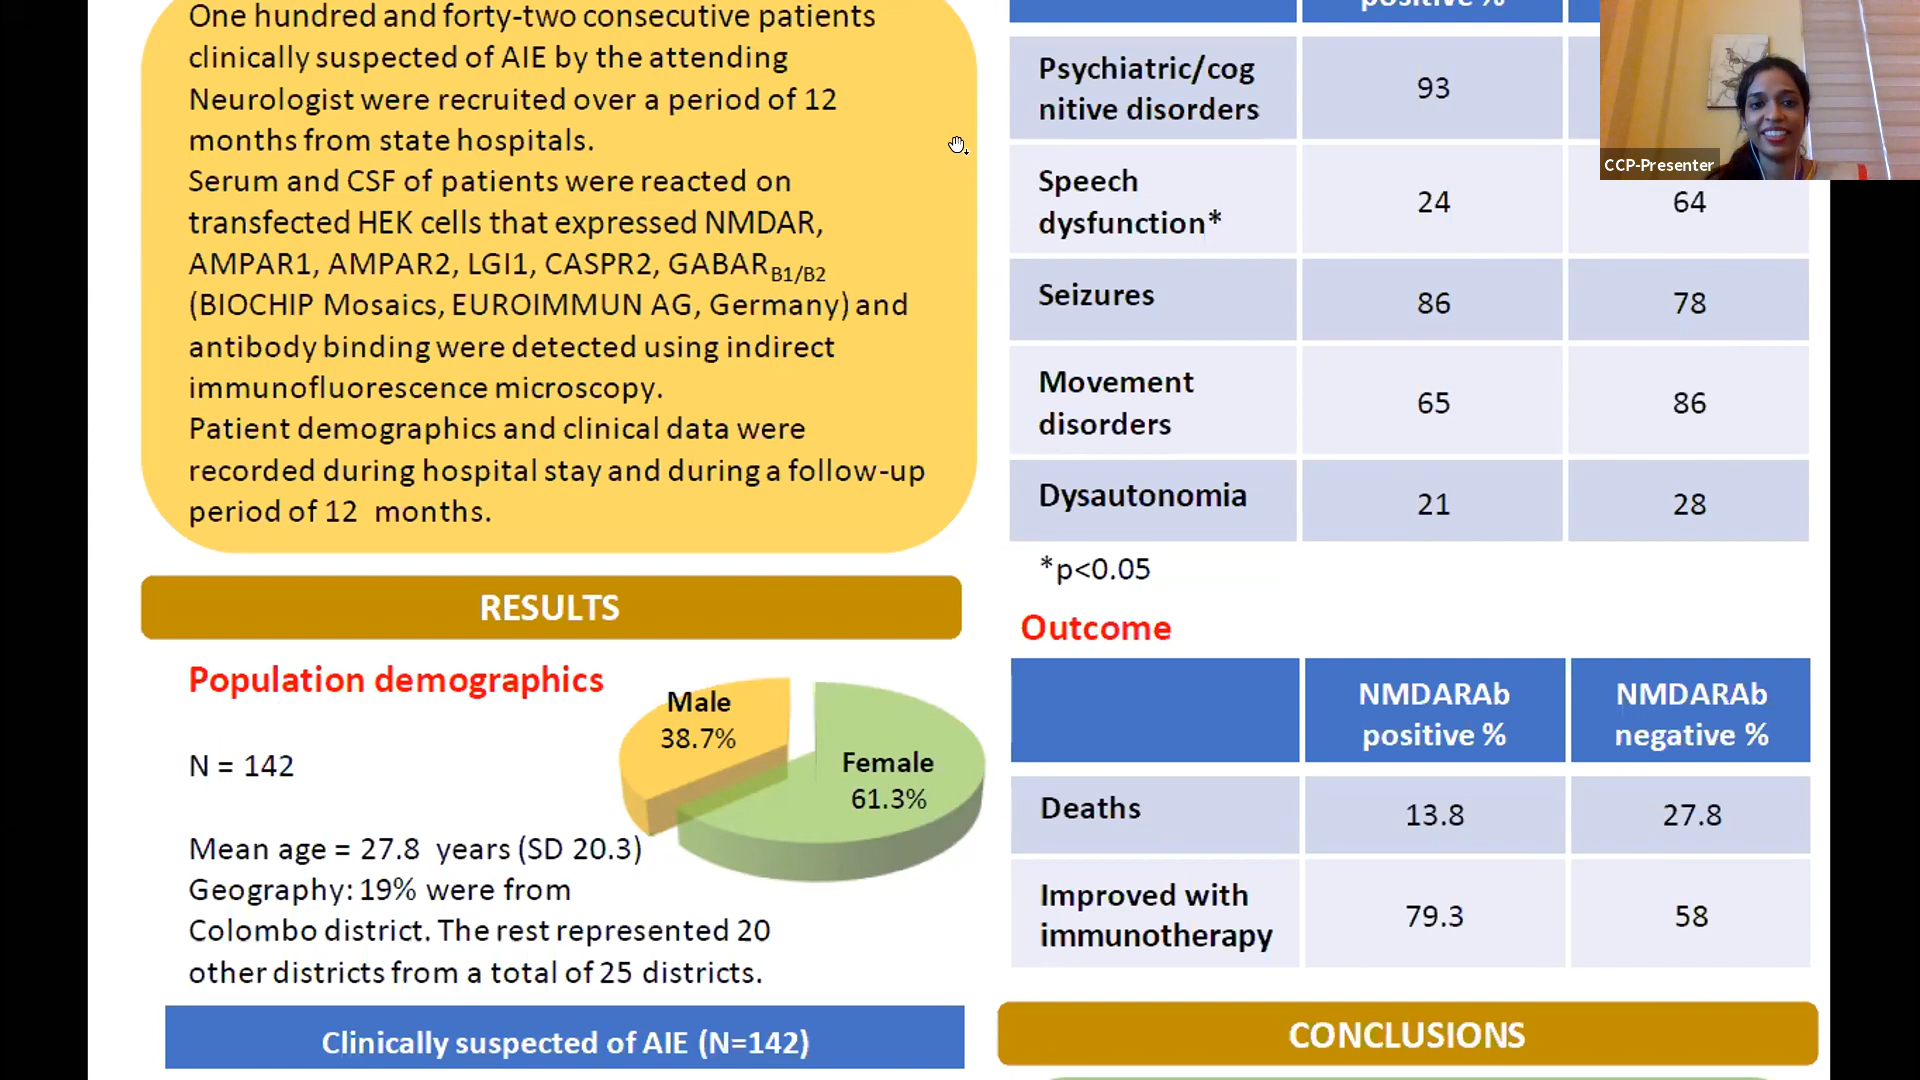 One hundred and forty-two consecutive patients
clinically suspected of AIE by the attending
Neurologist were recruited over a period of 12
months from state hospitals.
Serum and CSF of patients were reacted on
transfected HEK cells that expressed NMDAR,
AMPAR1, AMPAR2, LGI1, CASPR2, GABARB1/B2
(BIOCHIP Mosaics, EUROIMMUN AG, Germany) and
antibody binding were detected using indirect
immunofluorescence microscopy.
Patient demographics and clinical data were
recorded during hospital stay and during a follow-up
period of 12 months.
RESULTS
Population demographics
N = 142
Male
38.7%
Female
61.3%
Mean age = 27.8 years (SD 20.3)
Geography: 19% were from
Colombo district. The rest represented 20
other districts from a total of 25 districts.
Clinically suspected of AIE (N=142)
positive %
Psychiatric/cog
nitive disorders
93
Speech
dysfunction*
24
64
Seizures
86
78
Movement
disorders
65
86
Dysautonomia
21
28
*p<0.05
Outcome
NMDARAb
positive %
NMDARAb
negative %
Deaths
13.8
27.8
Improved with
immunotherapy
79.3
58
CONCLUSIONS
CCP-Presenter